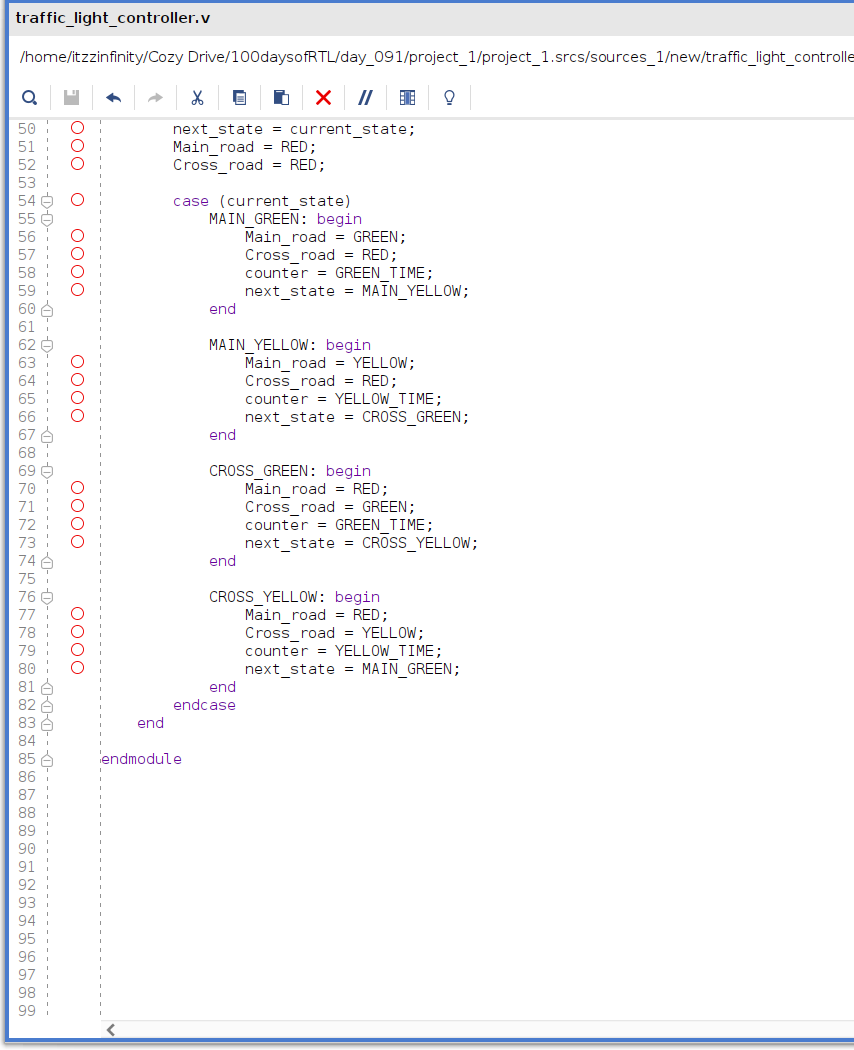 traffic_light_controller.v
/home/itzzinfinity/Cozy Drive/100daysofRTL/day_091/project_1/project_1.srcs/sources_1/new/traffic_light_controlle
50 next_state = current_state;
51 Main_road = RED;
52 Cross_road = RED;
53
54 case (current_state)
55 MAIN_GREEN: begin
56 Main_road = GREEN;
57 Cross_road = RED;
58 counter = GREEN_TIME;
59 next_state = MAIN_YELLOW;
60 end
61
62 MAIN_YELLOW: begin
63 Main_road = YELLOW;
64 Cross_road = RED;
65 counter = YELLOW_TIME;
66 next_state = CROSS_GREEN;
67 end
68
69 CROSS_GREEN: begin
70 Main_road = RED;
71 Cross_road = GREEN;
72 counter = GREEN_TIME;
73 next_state = CROSS_YELLOW;
74 end
75
76 CROSS_YELLOW: begin
77 Main_road = RED;
78 Cross_road = YELLOW;
79 counter = YELLOW_TIME;
80 next_state = MAIN_GREEN;
81 end
82 endcase
83 end
84
85 endmodule
86
87
88
89
90
91
92
93
94
95
96
97
98
99